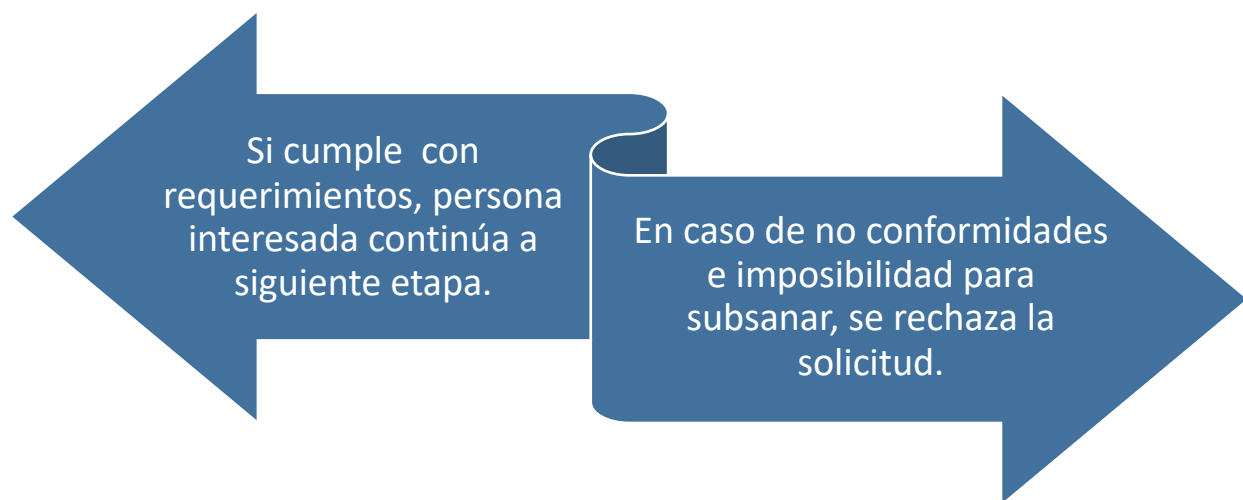 Si cumple  con
requerimientos, persona
interesada continúa a
siguiente etapa.
En caso de no conformidades
e imposibilidad para
subsanar, se rechaza la
solicitud.